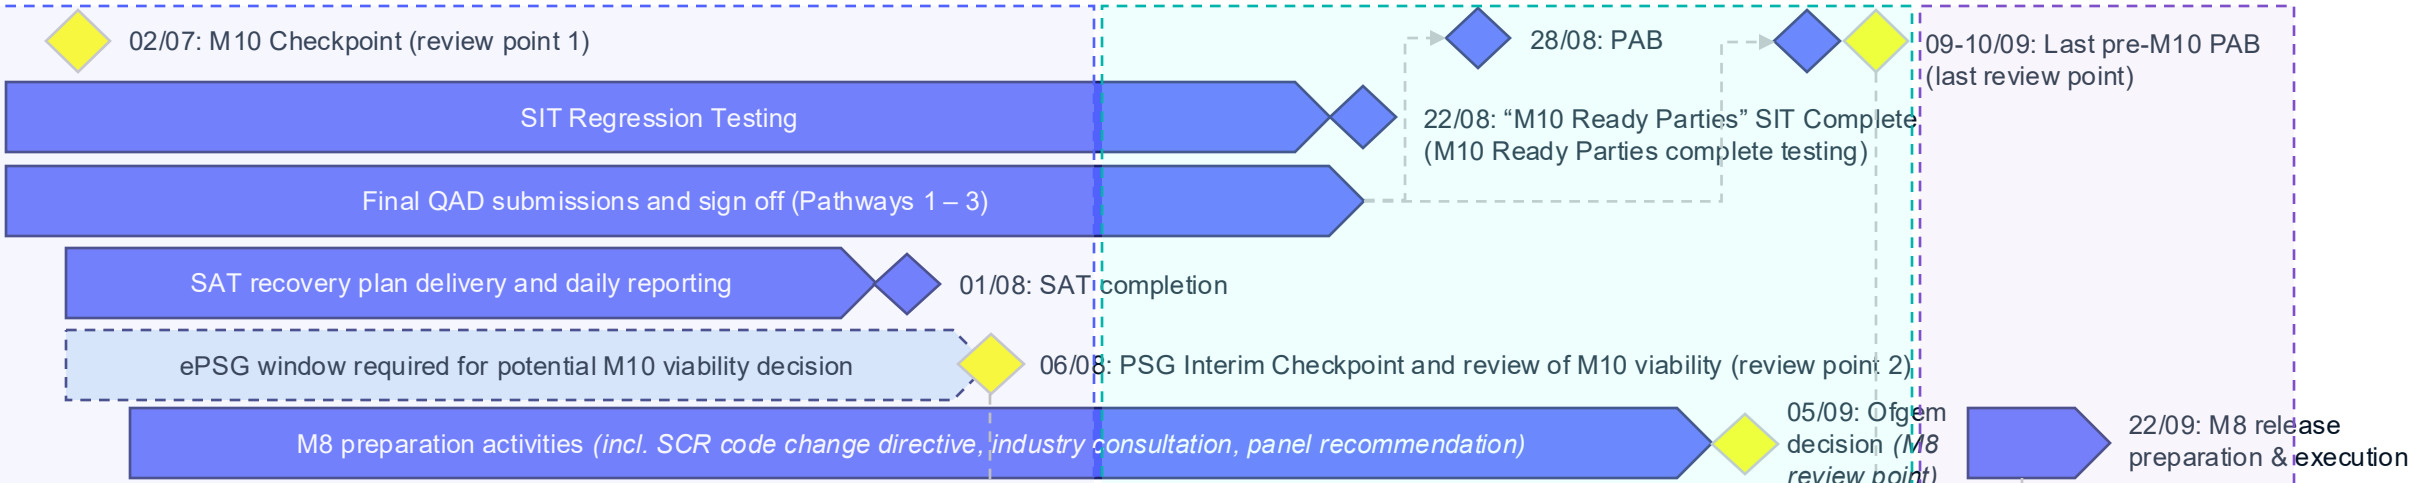 02/07: M10 Checkpoint (review point 1)
28/08: PAB
09-10/09: Last pre-M10 PAB
(last review point)
SIT Regression Testing
22/08: “M10 Ready Parties” SIT Complete
(M10 Ready Parties complete testing)
Final QAD submissions and sign off (Pathways 1 – 3)
SAT recovery plan delivery and daily reporting
01/08: SAT completion
ePSG window required for potential M10 viability decision
06/08: PSG Interim Checkpoint and review of M10 viability (review point 2)
M8 preparation activities (incl. SCR code change directive, industry consultation, panel recommendation)
05/09: Ofgem
decision (M8
review point)
22/09: M8 release
preparation & execution